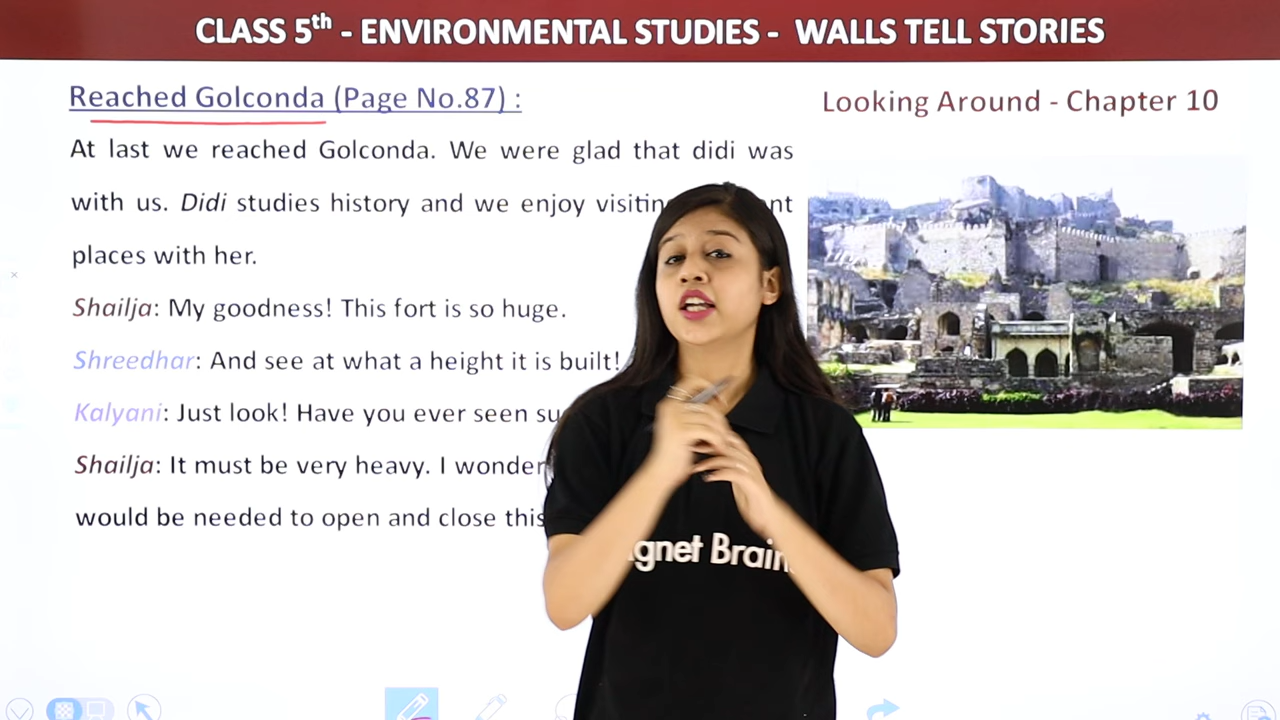 CLASS 5th - ENVIRONMENTAL STUDIES - WALLS TELL STORIES
Reached Golconda (Page No.87) :
Looking Around - Chapter 10
At last we reached Golconda. We were glad that didi was
with us. Didi studies history and we enjoy
places with her.
Shailja: My goodness! This fort is so huge.
Shreedhar: And see at what a height it is built!
Kalyani: Just look! Have you ever seen
Shailja: It must be very heavy. I wonder
would be needed to open and close this